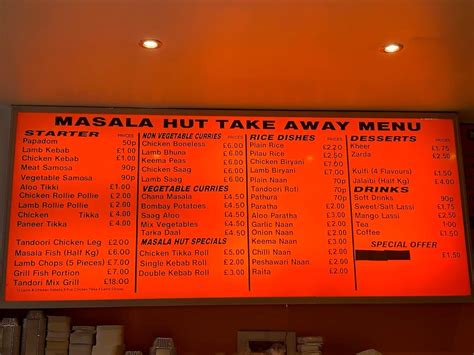 MASALA HUT TAKE AWAY MENU
STARTER PRICES
Papadom 50p
Lamb Kebab £1.00
Chicken Kebab £1.00
Meat Samosa 90p
Vegetable Samosa 50p
Aloo Tikki £1.00
Chicken Rollie Pollie £2.00
Lamb Rollie Pollie £2.00
Chicken Tikka £4.00
Paneer Tikka £4.00
Tandoori Chicken Leg £2.00
Masala Fish (Half Kg) £6.00
Lamb Chops (5 Pieces) £7.00
Grill Fish Portion £7.00
Tandori Mix Grill £18.00
NON VEGETABLE CURRIES PRICES
Chicken Boneless £6.00
Lamb Bhuna
Keema Peas
Chicken Saag
Lamb Saag £6.00
VEGETABLE CURRIES
Chana Masala £4.50
Bombay Potatoes £4.50
Saag Aloo £4.50
Mix Vegetables £4.50
Tarka Daal £4.50
MASALA HUT SPECIALS
Chicken Tikka Roll £5.00
Single Kebab Roll £2.00
Double Kebab Roll £3.00
RICE DISHES PRICES
Plain Rice £2.00
Pilau Rice £2.50
Chicken Biryani £7.00
Lamb Biryani £7.00
Plain Naan 70p
Tandoori Roti 70p
Pathura £2.00
Paratha £2.00
Aloo Paratha £3.00
Garlic Naan £2.00
Onion Naan £2.00
Keema Naan £3.00
Chilli Naan £2.00
Peshawari Naan £2.00
Raita £2.00
DESSERTS PRICES
Kheer £1.75
Zarda £2.50
Kulfi (4 Flavours) £1.50
Jalaibi (Half Kg) £4.00
DRINKS
Soft Drinks 90p
Sweet/Salt Lassi £2.50
Mango Lassi £2.50
Tea 1.00
Coffee £1.50
SPECIAL OFFER
£1.50